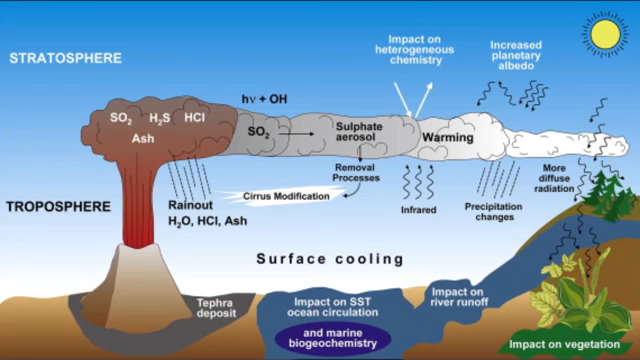 STRATOSPHERE
Impact on
heterogeneous
chemistry
Increased
planetary
albedo
hν + OH
SO2 H2S HCl
Ash
SO2
Sulphate
aerosol
Warming
Removal
Processes
More
diffuse
radiation
Cirrus Modification
TROPOSPHERE
Rainout
H2O, HCl, Ash
Infrared
Precipitation
changes
Surface cooling
Tephra
deposit
Impact on SST
ocean circulation
and marine
biogeochemistry
Impact on
river runoff
Impact on vegetation